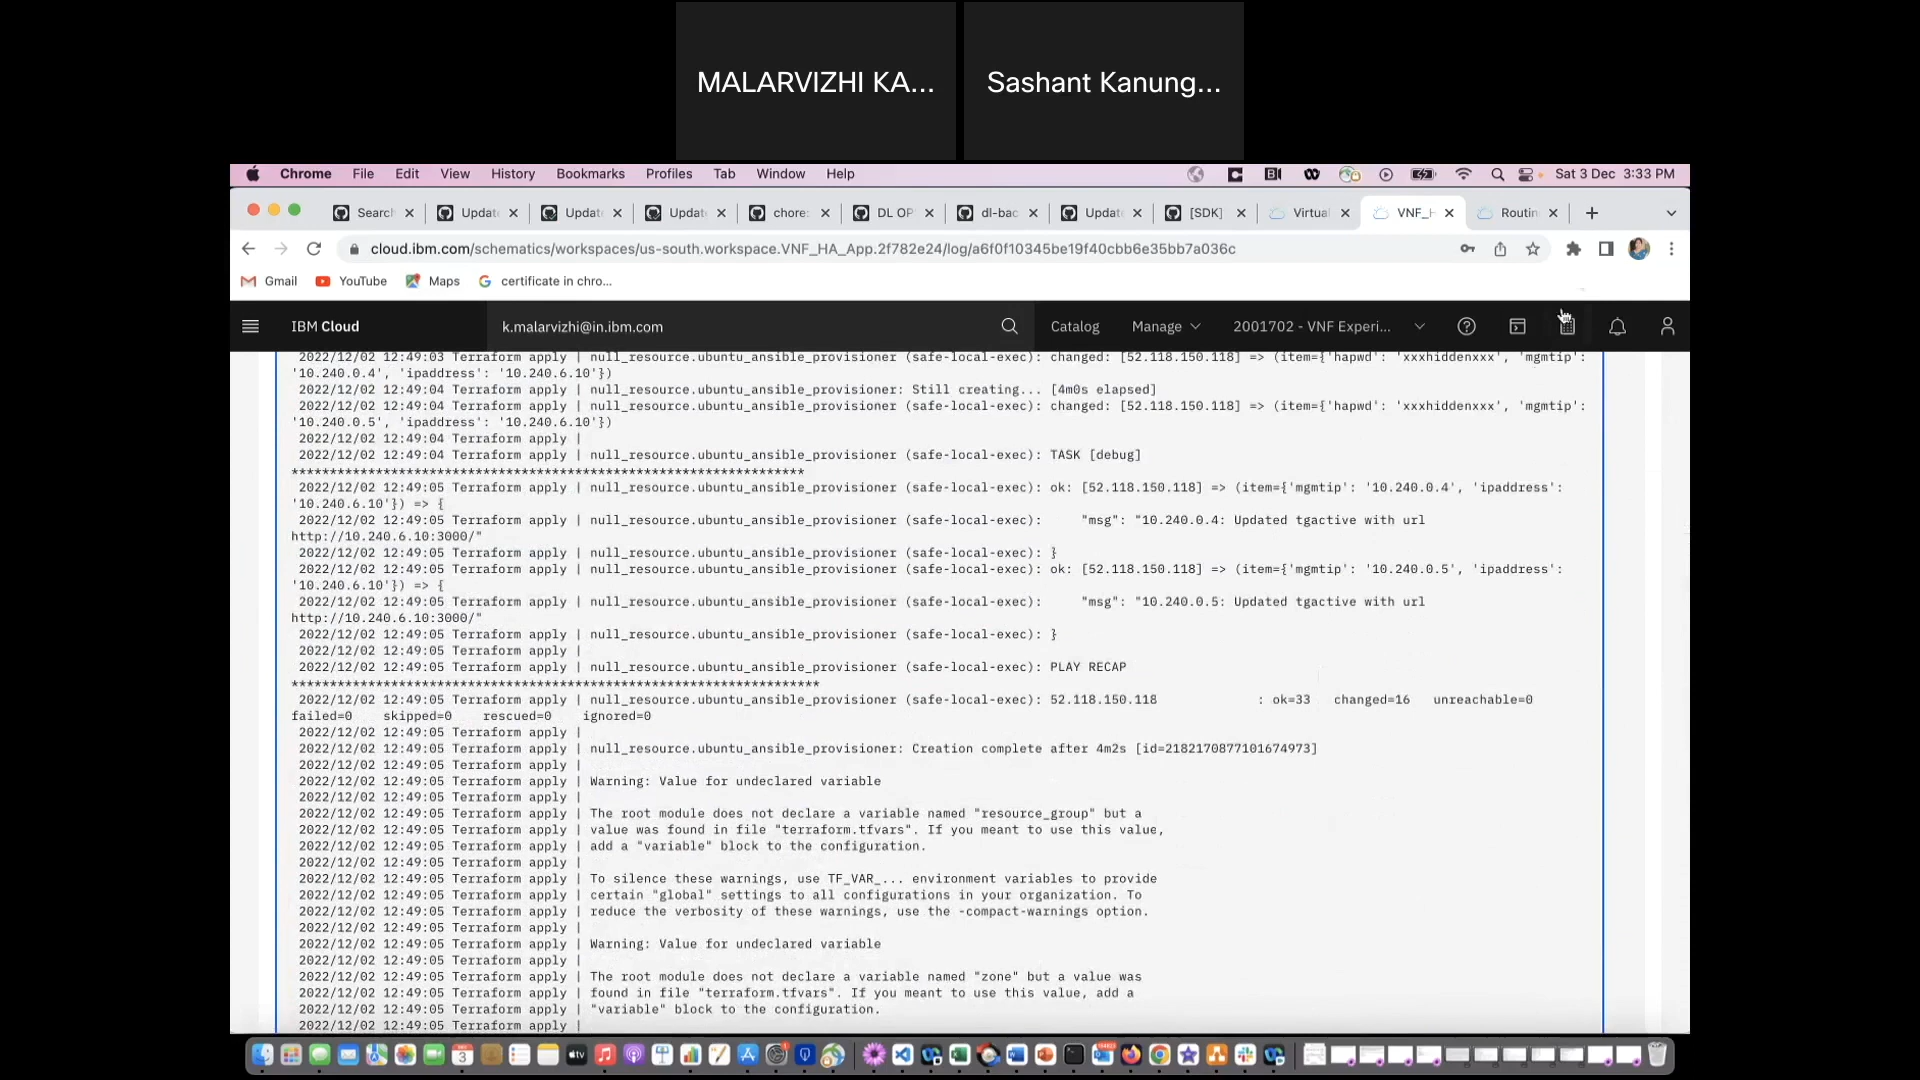 MALARVIZHI KA...
Sashant Kanung...
Chrome File Edit View History Bookmarks Profiles Tab Window Help Sat 3 Dec 3:33 PM
Search Update Update Update chore: DL OP dl-bac Update [SDK] Virtual VNF_H Routin
cloud.ibm.com/schematics/workspaces/us-south.workspace.VNF_HA_App.2f782e24/log/a6f0f10345be19f40cbb6e35bb7a036c
Gmail YouTube Maps certificate in chro...
IBM Cloud k.malarvizhi@in.ibm.com Catalog Manage 2001702 - VNF Experi...
2022/12/02 12:49:03 Terraform apply | null_resource.ubuntu_ansible_provisioner (safe-local-exec): changed: [52.118.150.118] => (item={'hapwd': 'xxxhiddenxxx', 'mgmtip':
'10.240.0.4', 'ipaddress': '10.240.6.10'})
2022/12/02 12:49:04 Terraform apply | null_resource.ubuntu_ansible_provisioner: Still creating... [4m0s elapsed]
2022/12/02 12:49:04 Terraform apply | null_resource.ubuntu_ansible_provisioner (safe-local-exec): changed: [52.118.150.118] => (item={'hapwd': 'xxxhiddenxxx', 'mgmtip':
'10.240.0.5', 'ipaddress': '10.240.6.10'})
2022/12/02 12:49:04 Terraform apply |
2022/12/02 12:49:04 Terraform apply | null_resource.ubuntu_ansible_provisioner (safe-local-exec): TASK [debug]
*******************************************************************
2022/12/02 12:49:05 Terraform apply | null_resource.ubuntu_ansible_provisioner (safe-local-exec): ok: [52.118.150.118] => (item={'mgmtip': '10.240.0.4', 'ipaddress':
'10.240.6.10'}) => {
2022/12/02 12:49:05 Terraform apply | null_resource.ubuntu_ansible_provisioner (safe-local-exec): "msg": "10.240.0.4: Updated tgactive with url
http://10.240.6.10:3000/"
2022/12/02 12:49:05 Terraform apply | null_resource.ubuntu_ansible_provisioner (safe-local-exec): }
2022/12/02 12:49:05 Terraform apply | null_resource.ubuntu_ansible_provisioner (safe-local-exec): ok: [52.118.150.118] => (item={'mgmtip': '10.240.0.5', 'ipaddress':
'10.240.6.10'}) => {
2022/12/02 12:49:05 Terraform apply | null_resource.ubuntu_ansible_provisioner (safe-local-exec): "msg": "10.240.0.5: Updated tgactive with url
http://10.240.6.10:3000/"
2022/12/02 12:49:05 Terraform apply | null_resource.ubuntu_ansible_provisioner (safe-local-exec): }
2022/12/02 12:49:05 Terraform apply |
2022/12/02 12:49:05 Terraform apply | null_resource.ubuntu_ansible_provisioner (safe-local-exec): PLAY RECAP
*********************************************************************
2022/12/02 12:49:05 Terraform apply | null_resource.ubuntu_ansible_provisioner (safe-local-exec): 52.118.150.118 : ok=33 changed=16 unreachable=0
failed=0 skipped=0 rescued=0 ignored=0
2022/12/02 12:49:05 Terraform apply |
2022/12/02 12:49:05 Terraform apply | null_resource.ubuntu_ansible_provisioner: Creation complete after 4m2s [id=2182170877101674973]
2022/12/02 12:49:05 Terraform apply |
2022/12/02 12:49:05 Terraform apply | Warning: Value for undeclared variable
2022/12/02 12:49:05 Terraform apply |
2022/12/02 12:49:05 Terraform apply | The root module does not declare a variable named "resource_group" but a
2022/12/02 12:49:05 Terraform apply | value was found in file "terraform.tfvars". If you meant to use this value,
2022/12/02 12:49:05 Terraform apply | add a "variable" block to the configuration.
2022/12/02 12:49:05 Terraform apply |
2022/12/02 12:49:05 Terraform apply | To silence these warnings, use TF_VAR_... environment variables to provide
2022/12/02 12:49:05 Terraform apply | certain "global" settings to all configurations in your organization. To
2022/12/02 12:49:05 Terraform apply | reduce the verbosity of these warnings, use the -compact-warnings option.
2022/12/02 12:49:05 Terraform apply |
2022/12/02 12:49:05 Terraform apply | Warning: Value for undeclared variable
2022/12/02 12:49:05 Terraform apply |
2022/12/02 12:49:05 Terraform apply | The root module does not declare a variable named "zone" but a value was
2022/12/02 12:49:05 Terraform apply | found in file "terraform.tfvars". If you meant to use this value, add a
2022/12/02 12:49:05 Terraform apply | "variable" block to the configuration.
2022/12/02 12:49:05 Terraform apply |